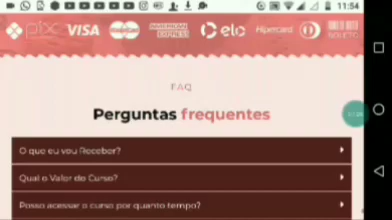 11:54
pix VISA mastercard AMERICAN EXPRESS elo Hipercard BOLETO
FAQ
Perguntas frequentes
O que eu vou Receber?
Qual o Valor do Curso?
Posso acessar o curso por quanto tempo?